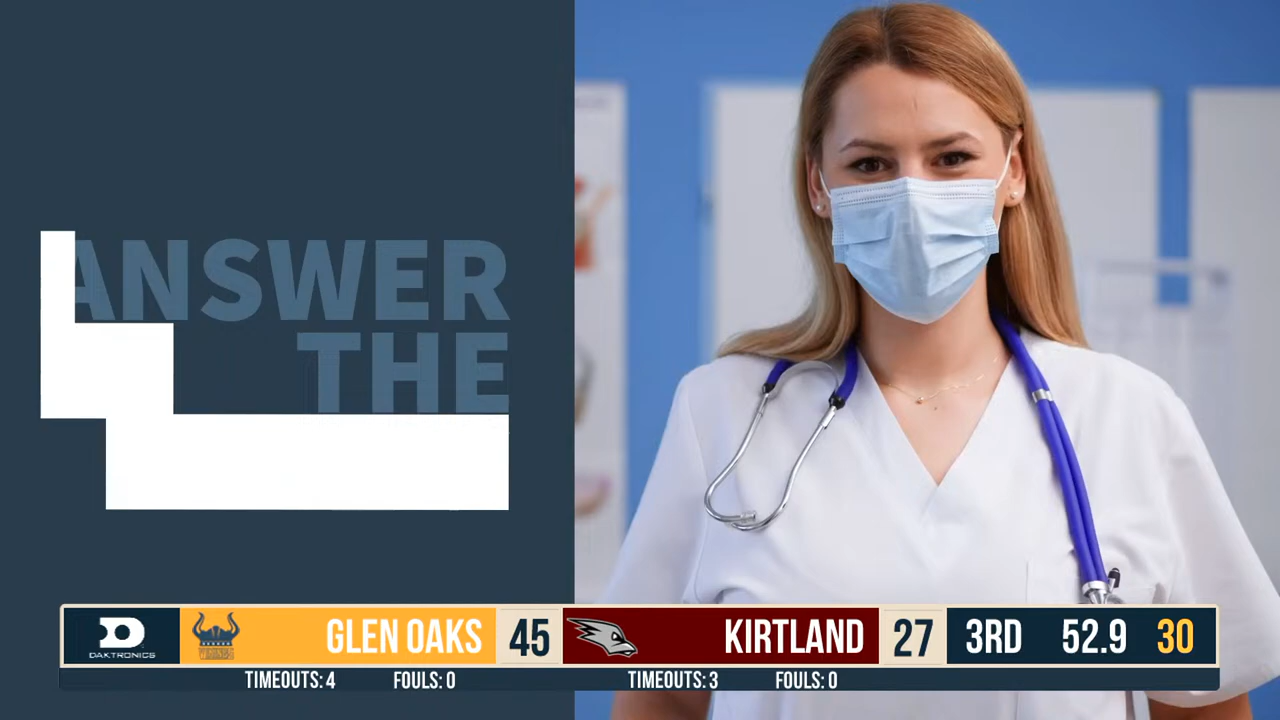 ANSWER
THE
DAKTRONICS
GLEN OAKS 45 KIRTLAND 27 3RD 52.9 30
TIMEOUTS: 4 FOULS: 0 TIMEOUTS: 3 FOULS: 0